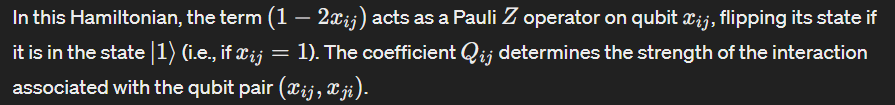 In this Hamiltonian, the term (1 − 2x_{ij}) acts as a Pauli Z operator on qubit x_{ij}, flipping its state if
it is in the state |1⟩ (i.e., if x_{ij} = 1). The coefficient Q_{ij} determines the strength of the interaction
associated with the qubit pair (x_{ij}, x_{ji}).